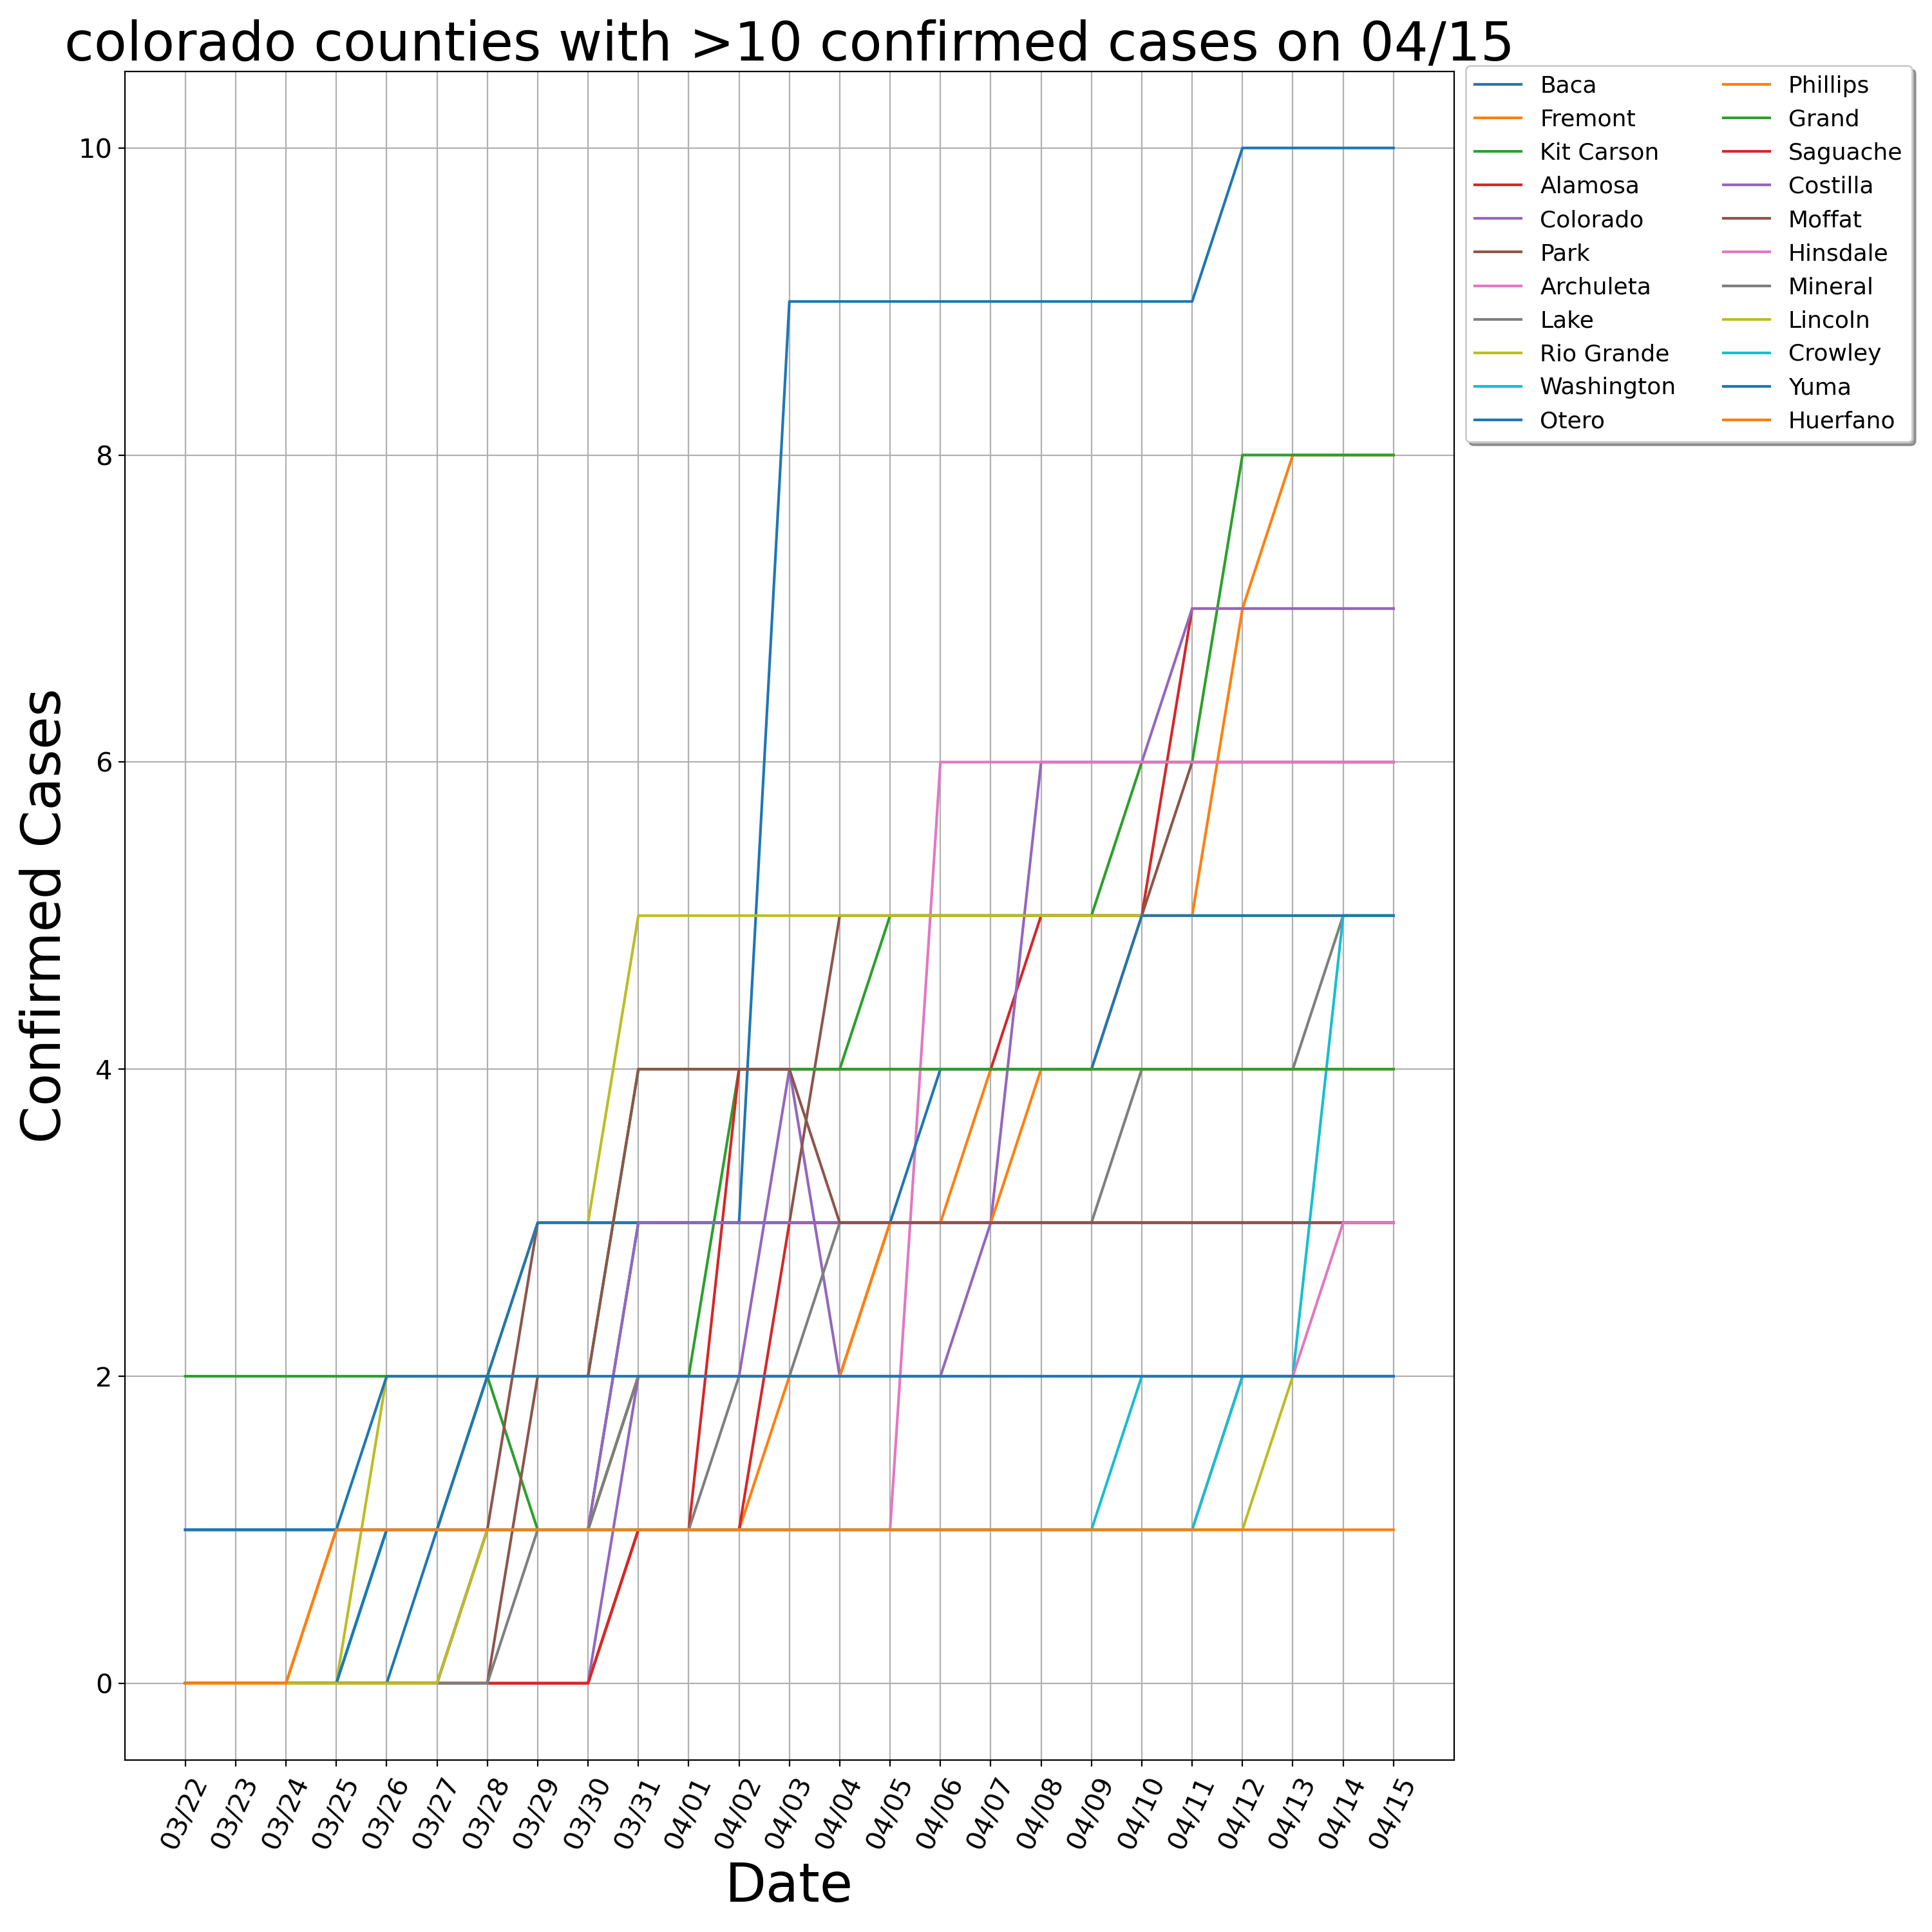 colorado counties with >10 confirmed cases on 04/15
Baca
Fremont
Kit Carson
Alamosa
Colorado
Park
Archuleta
Lake
Rio Grande
Washington
Otero
Phillips
Grand
Saguache
Costilla
Moffat
Hinsdale
Mineral
Lincoln
Crowley
Yuma
Huerfano
Confirmed Cases
10
8
6
4
2
0
03/22
03/23
03/24
03/25
03/26
03/27
03/28
03/29
03/30
03/31
04/01
04/02
04/03
04/04
04/05
04/06
04/07
04/08
04/09
04/10
04/11
04/12
04/13
04/14
04/15
Date